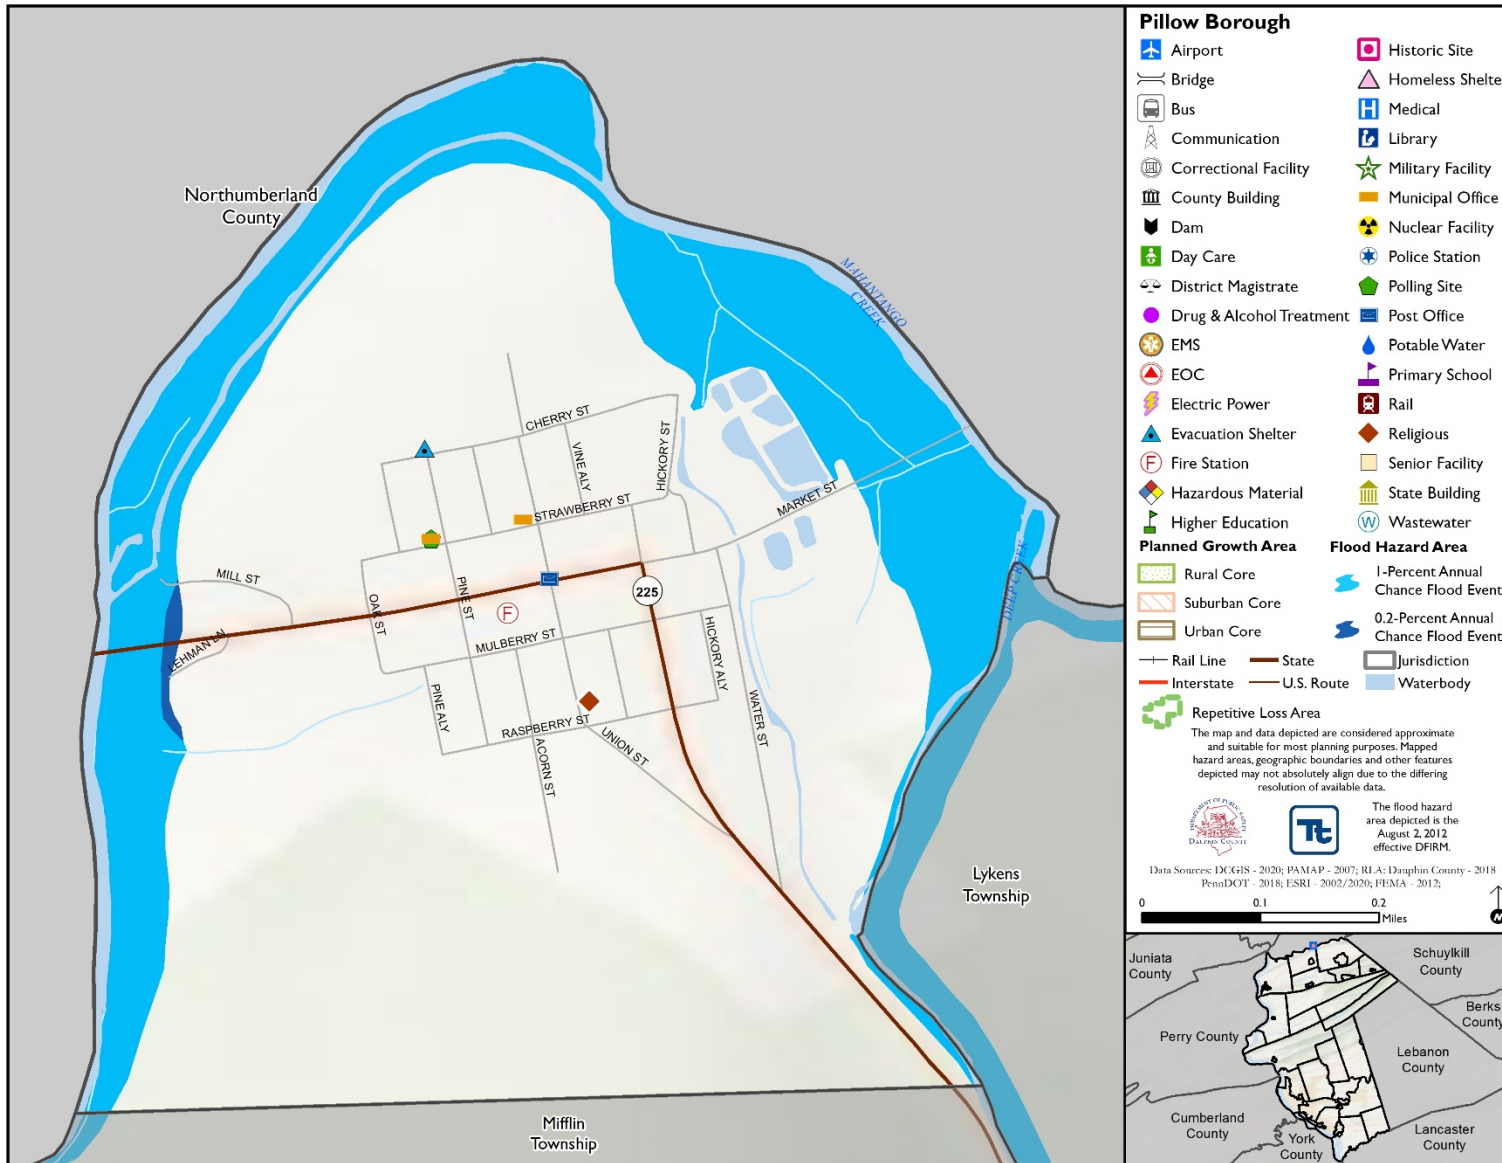 Northumberland
County
MAHANTANGO
CREEK
CHERRY ST
VINE ALY
HICKORY ST
STRAWBERRY ST
MARKET ST
MILL ST
OAK ST
PINE ST
F
225
LEHMAN LN
MULBERRY ST
HICKORY ALY
DEEP CREEK
PINE ALY
RASPBERRY ST
UNION ST
WATER ST
ACORN ST
Lykens
Township
Mifflin
Township
Pillow Borough
Airport
Bridge
Bus
Communication
Correctional Facility
County Building
Dam
Day Care
District Magistrate
Drug & Alcohol Treatment
EMS
EOC
Electric Power
Evacuation Shelter
F Fire Station
Hazardous Material
Higher Education
Historic Site
Homeless Shelte
H Medical
Library
Military Facility
Municipal Office
Nuclear Facility
Police Station
Polling Site
Post Office
Potable Water
Primary School
Rail
Religious
Senior Facility
State Building
W Wastewater
Planned Growth Area
Rural Core
Suburban Core
Urban Core
Flood Hazard Area
1-Percent Annual
Chance Flood Event
0.2-Percent Annual
Chance Flood Event
Rail Line
State
Jurisdiction
Interstate
U.S. Route
Waterbody
Repetitive Loss Area
The map and data depicted are considered approximate
and suitable for most planning purposes. Mapped
hazard areas, geographic boundaries and other features
depicted may not absolutely align due to the differing
resolution of available data.
DEPARTMENT OF PUBLIC SAFETY
DAUPHIN COUNTY
Tt
The flood hazard
area depicted is the
August 2, 2012
effective DFIRM.
Data Sources: DCGIS - 2020; PAMAP - 2007; RLA: Dauphin County - 2018
PennDOT - 2018; ESRI - 2002/2020; FEMA - 2012;
0 0.1 0.2
Miles
N
Juniata
County
Schuylkill
County
Berks
County
Perry County
Lebanon
County
Cumberland
County
York
County
Lancaster
County